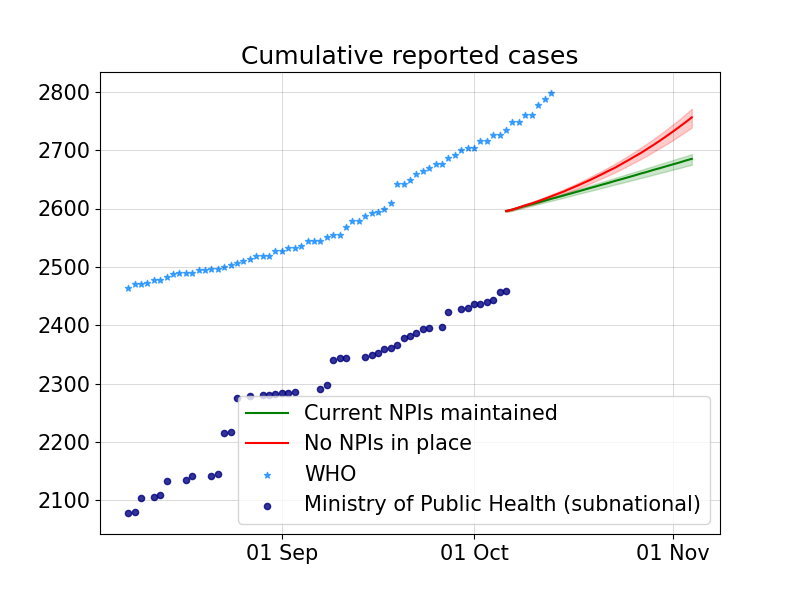 Cumulative reported cases
2800
2700
2600
2500
2400
2300
2200
2100
Current NPIs maintained
No NPIs in place
WHO
Ministry of Public Health (subnational)
01 Sep
01 Oct
01 Nov